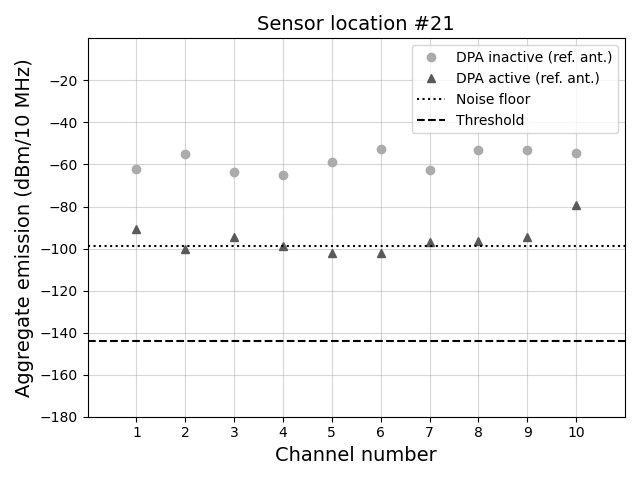 Sensor location #21
DPA inactive (ref. ant.)
DPA active (ref. ant.)
Noise floor
Threshold
Aggregate emission (dBm/10 MHz)
−20
−40
−60
−80
−100
−120
−140
−160
−180
1 2 3 4 5 6 7 8 9 10
Channel number